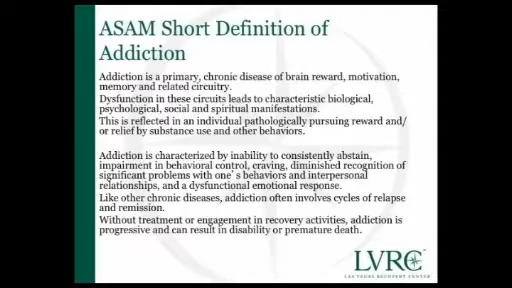 ASAM Short Definition of
Addiction
Addiction is a primary, chronic disease of brain reward, motivation,
memory and related circuitry.
Dysfunction in these circuits leads to characteristic biological,
psychological, social and spiritual manifestations.
This is reflected in an individual pathologically pursuing reward and/
or relief by substance use and other behaviors.
Addiction is characterized by inability to consistently abstain,
impairment in behavioral control, craving, diminished recognition of
significant problems with one's behaviors and interpersonal
relationships, and a dysfunctional emotional response.
Like other chronic diseases, addiction often involves cycles of relapse
and remission.
Without treatment or engagement in recovery activities, addiction is
progressive and can result in disability or premature death.
LVRC
LAS VEGAS RECOVERY CENTER